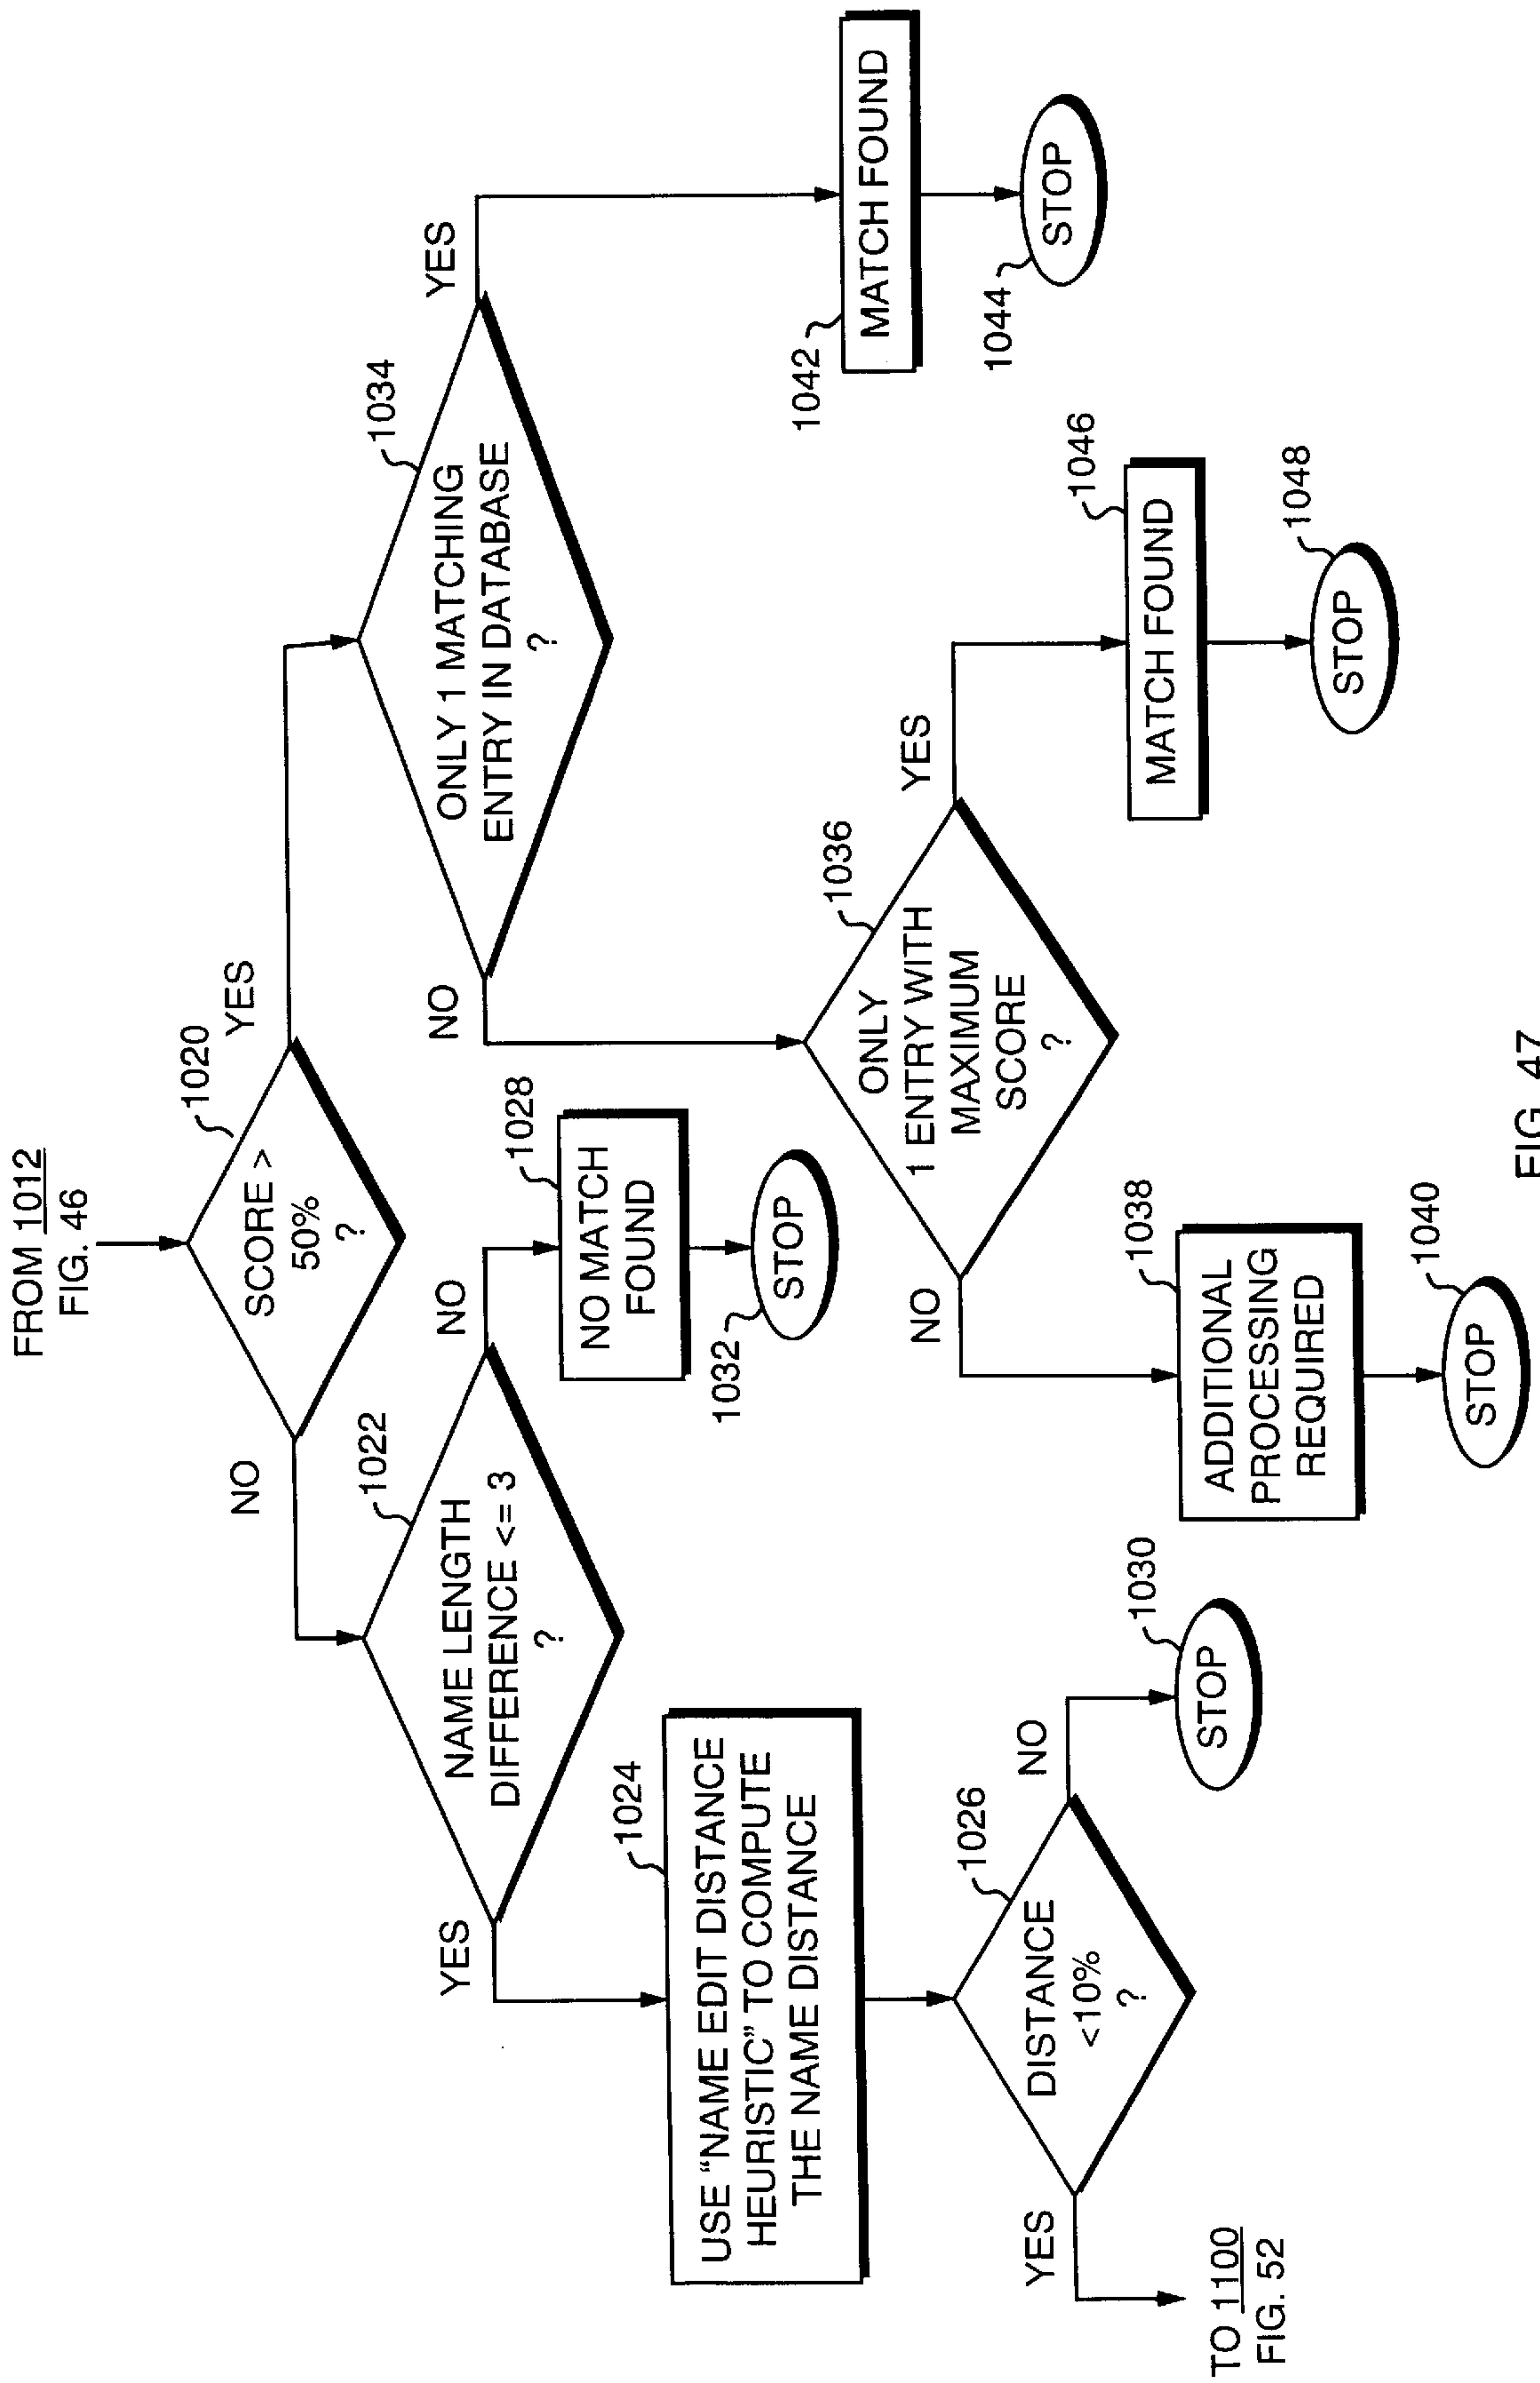 FROM 1012
FIG. 46
1020
SCORE >
50%
?
NO
YES
1022
NAME LENGTH
DIFFERENCE <= 3
?
YES
NO
1024
USE “NAME EDIT DISTANCE
HEURISTIC” TO COMPUTE
THE NAME DISTANCE
1026
DISTANCE
<10%
?
YES
NO
TO 1100
FIG. 52
1030
STOP
1028
NO MATCH
FOUND
1032
STOP
1034
ONLY 1 MATCHING
ENTRY IN DATABASE
?
NO
YES
1036
ONLY
1 ENTRY WITH
MAXIMUM
SCORE
?
NO
YES
1038
ADDITIONAL
PROCESSING
REQUIRED
1040
STOP
1046
MATCH FOUND
1048
STOP
1042
MATCH FOUND
1044
STOP
FIG. 47